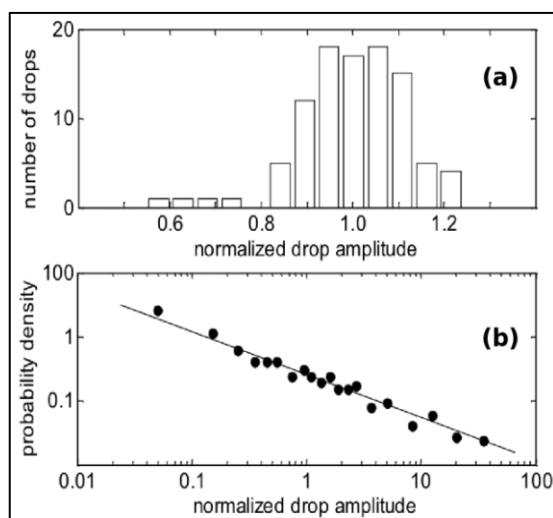 20
10
0
number of drops
(a)
0.6 0.8 1.0 1.2
normalized drop amplitude
100
1
0.1
probability density
(b)
0.01 0.1 1 10 100
normalized drop amplitude